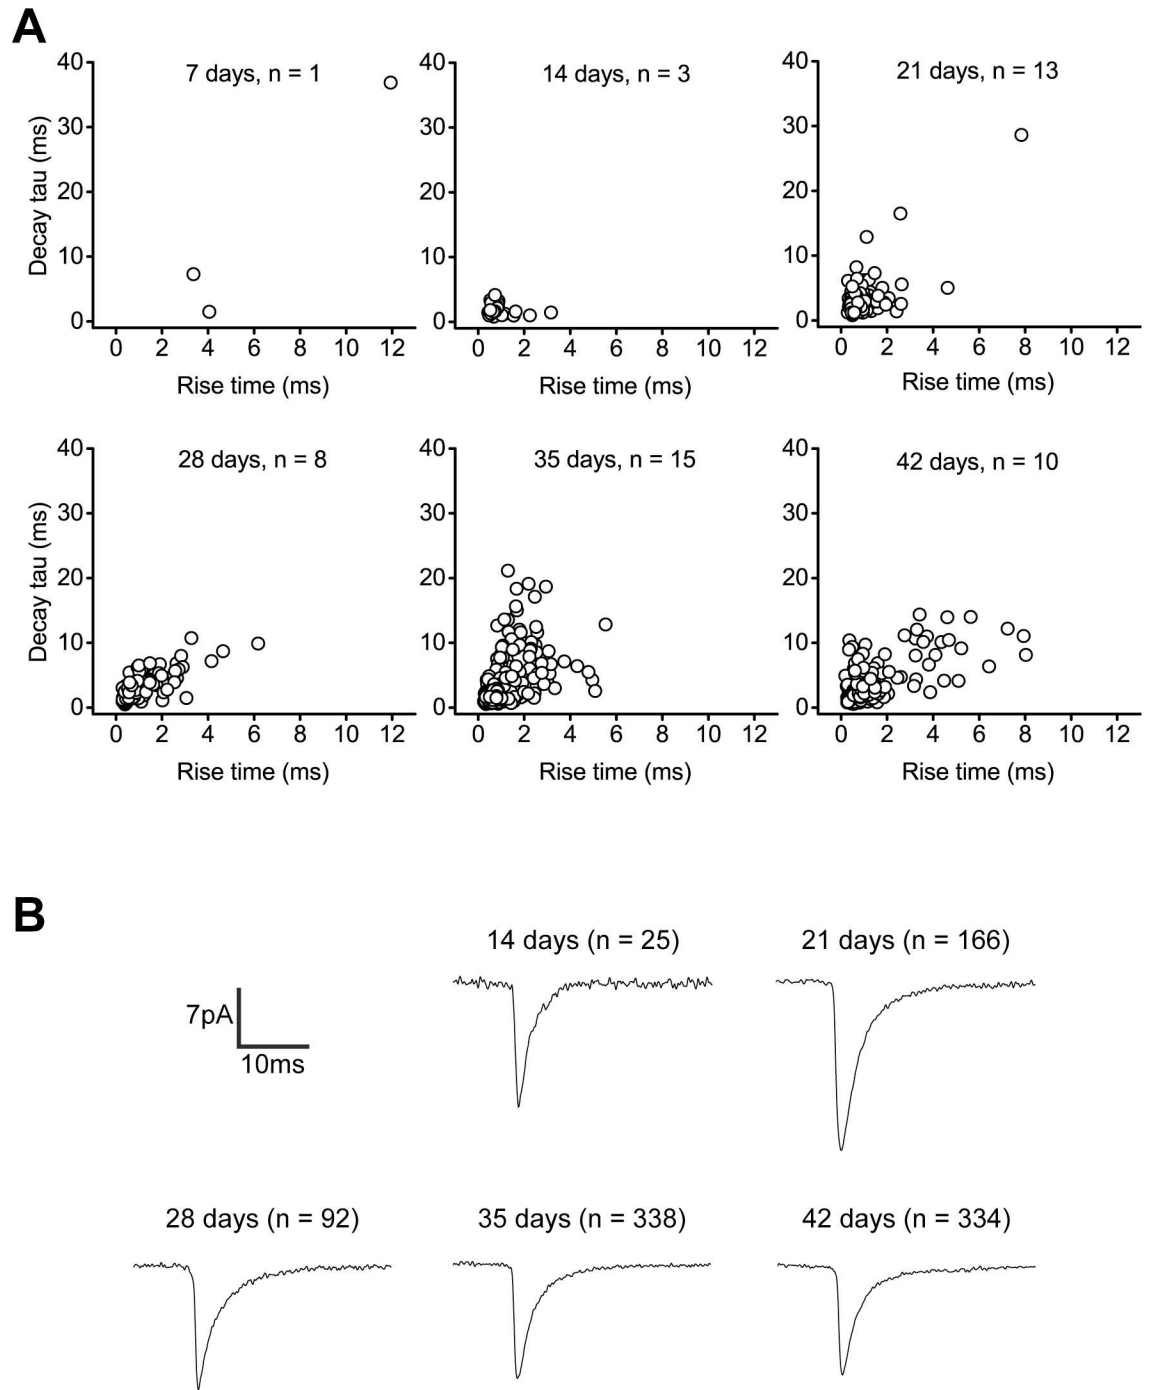 A
7 days, n = 1
14 days, n = 3
21 days, n = 13
40
30
20
10
0
Decay tau (ms)
0 2 4 6 8 10 12
Rise time (ms)
40
30
20
10
0
0 2 4 6 8 10 12
Rise time (ms)
40
30
20
10
0
0 2 4 6 8 10 12
Rise time (ms)
28 days, n = 8
35 days, n = 15
42 days, n = 10
40
30
20
10
0
Decay tau (ms)
0 2 4 6 8 10 12
Rise time (ms)
40
30
20
10
0
0 2 4 6 8 10 12
Rise time (ms)
40
30
20
10
0
0 2 4 6 8 10 12
Rise time (ms)
B
14 days (n = 25)
21 days (n = 166)
7pA
10ms
28 days (n = 92)
35 days (n = 338)
42 days (n = 334)